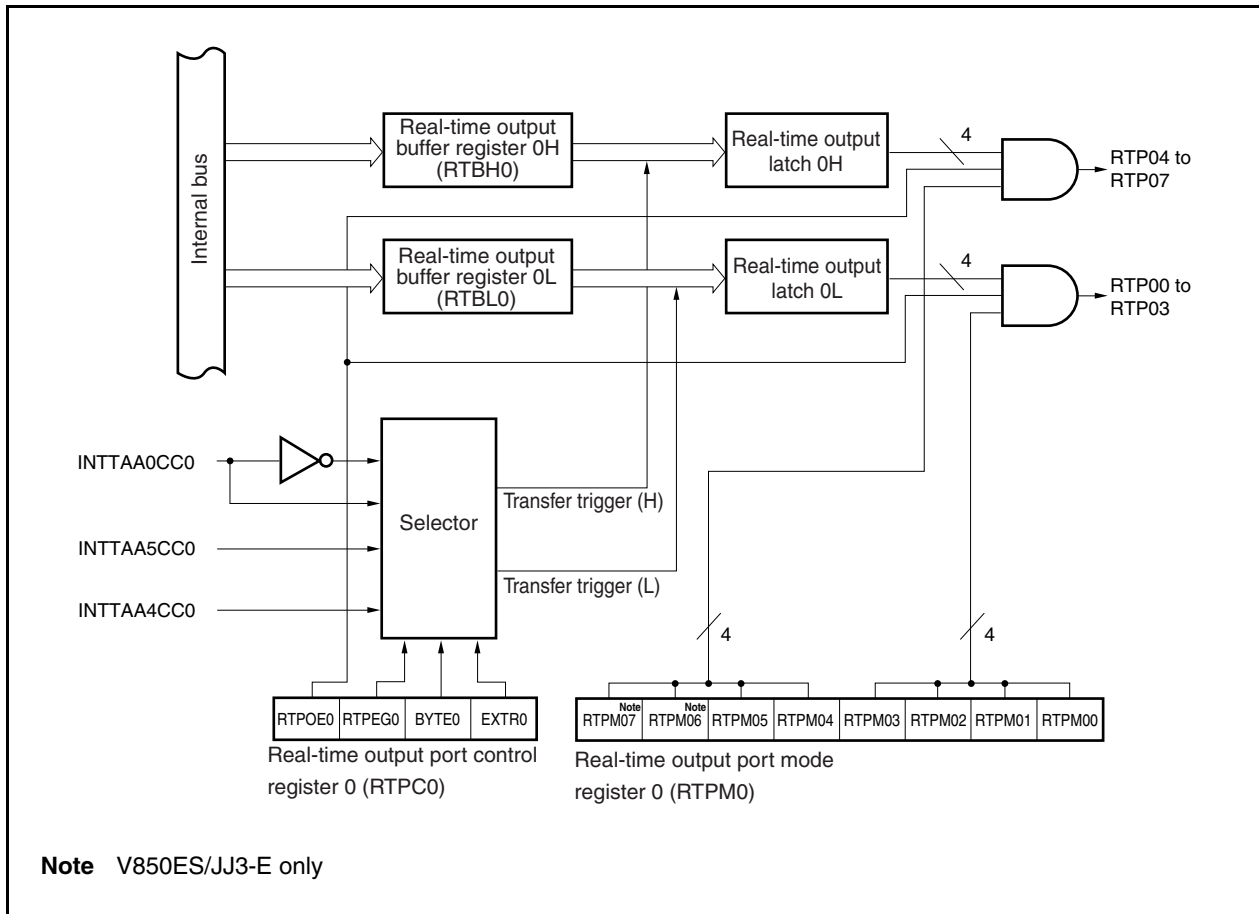 Internal bus
Real-time output
buffer register 0H
(RTBH0)
Real-time output
latch 0H
4
RTP04 to
RTP07
Real-time output
buffer register 0L
(RTBL0)
Real-time output
latch 0L
4
RTP00 to
RTP03
INTTAA0CC0
INTTAA5CC0
INTTAA4CC0
Selector
Transfer trigger (H)
Transfer trigger (L)
4
4
RTPOE0 RTPEG0 BYTE0 EXTR0
Real-time output port control
register 0 (RTPC0)
Note Note
RTPM07 RTPM06 RTPM05 RTPM04 RTPM03 RTPM02 RTPM01 RTPM00
Real-time output port mode
register 0 (RTPM0)
Note V850ES/JJ3-E only